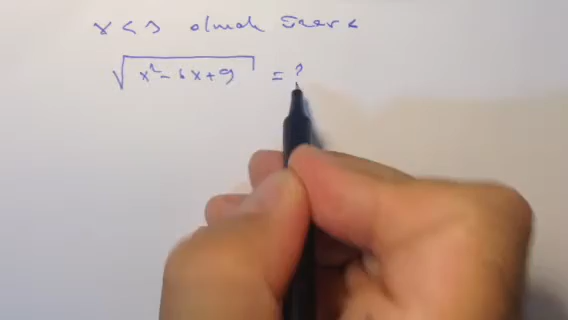 x < 3 olmak üzere
√x² - 6x + 9 = ?